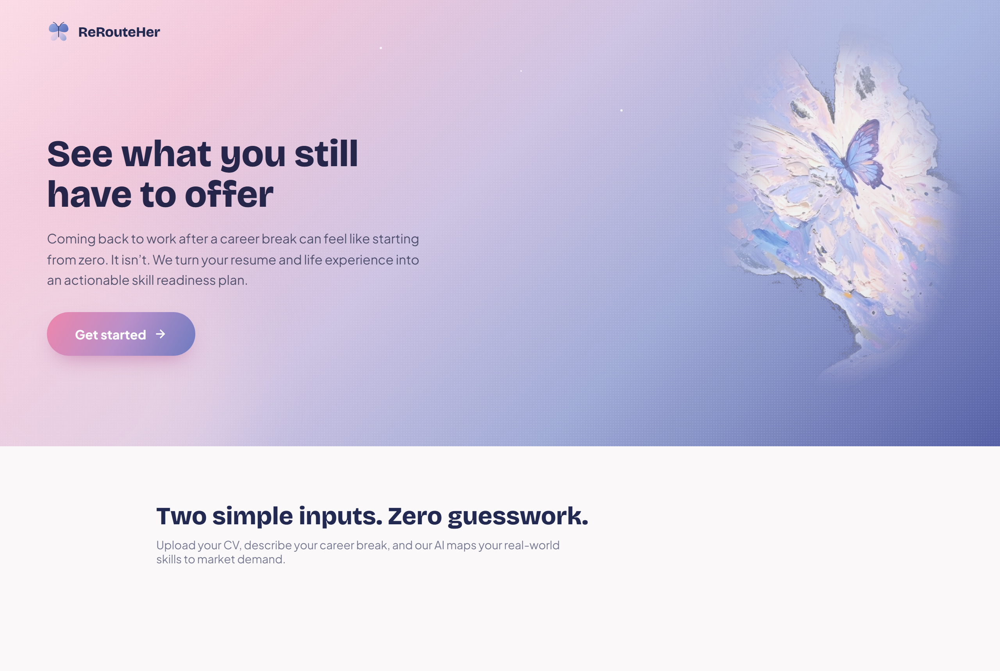 ReRouteHer
See what you still
have to offer
Coming back to work after a career break can feel like starting
from zero. It isn’t. We turn your resume and life experience into
an actionable skill readiness plan.
Get started →
Two simple inputs. Zero guesswork.
Upload your CV, describe your career break, and our AI maps your real-world
skills to market demand.